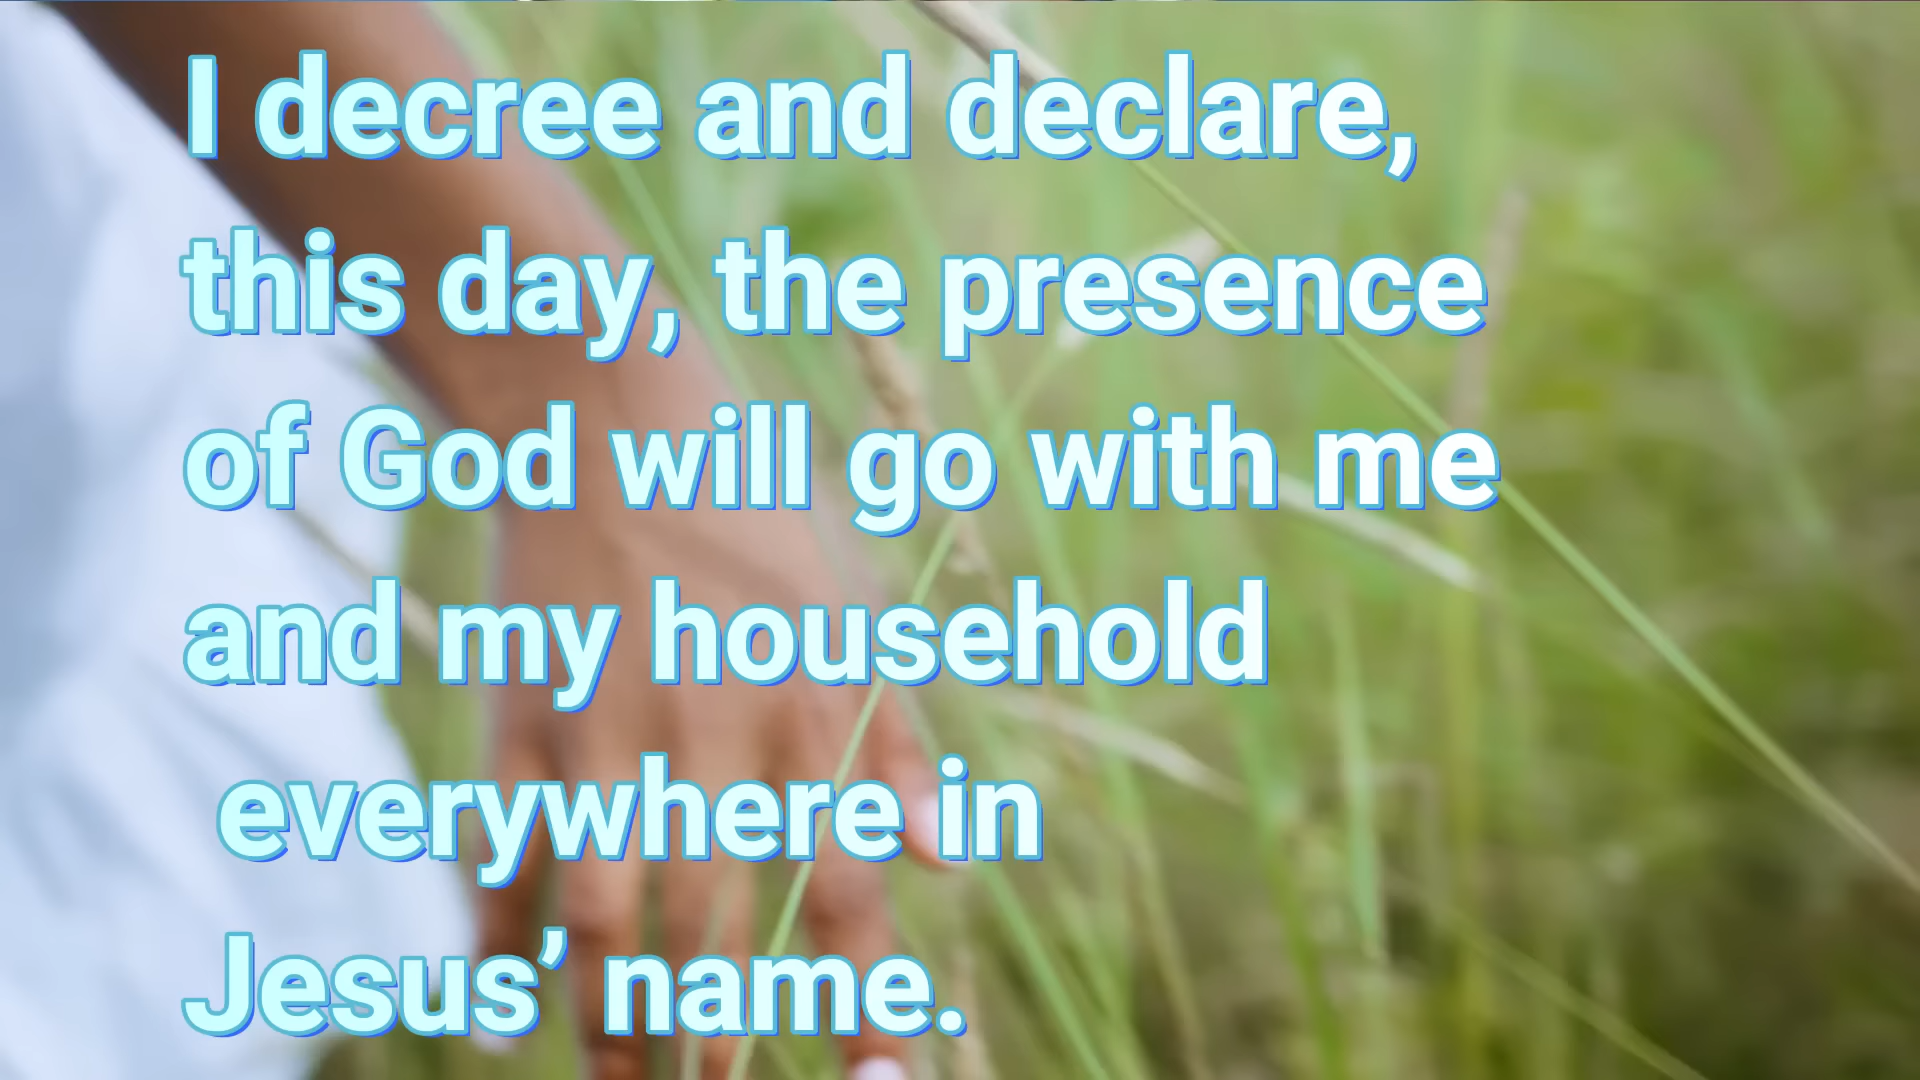 I decree and declare,
this day, the presence
of God will go with me
and my household
everywhere in
Jesus’ name.